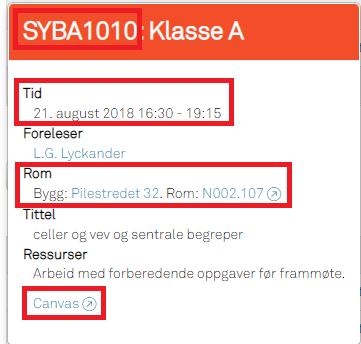 SYBA1010: Klasse A
Tid
21. august 2018 16:30 - 19:15
Foreleser
L.G. Lyckander
Rom
Bygg: Pilestredet 32. Rom: N002.107
Tittel
celler og vev og sentrale begreper
Ressurser
Arbeid med forberedende oppgaver før frammøte.
Canvas